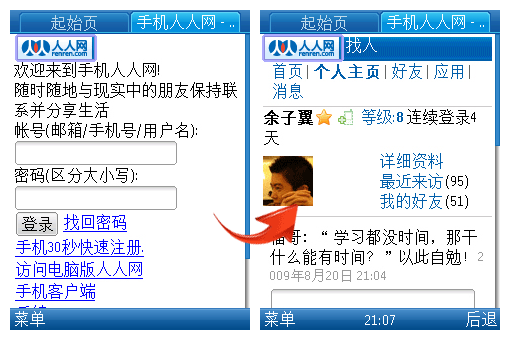 起始页
手机人人网 - ..
人人网
renren.com
欢迎来到手机人人网!
随时随地与现实中的朋友保持联
系并分享生活
帐号(邮箱/手机号/用户名):
密码(区分大小写):
登录 找回密码
手机30秒快速注册.
访问电脑版人人网
手机客户端
菜单
起始页
手机人人网 - ..
人人网
renren.com
找人
首页| 个人主页| 好友| 应用|
消息
余子翼 等级:8 连续登录4
天
详细资料
最近来访(95)
我的好友(51)
福哥: “ 学习都没时间，那干
什么能有时间？ ”以此自勉！ 2
009年8月20日 21:04
菜单 21:07 后退